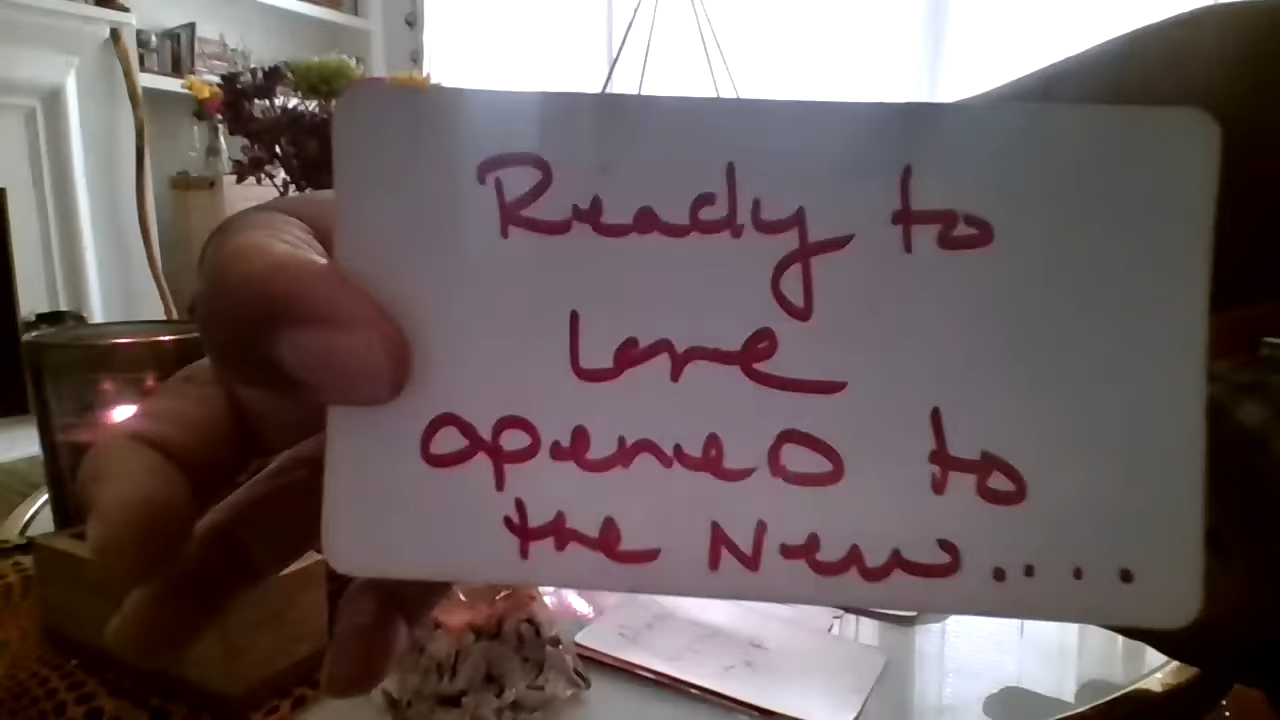 Ready to
Love
opened to
the New....